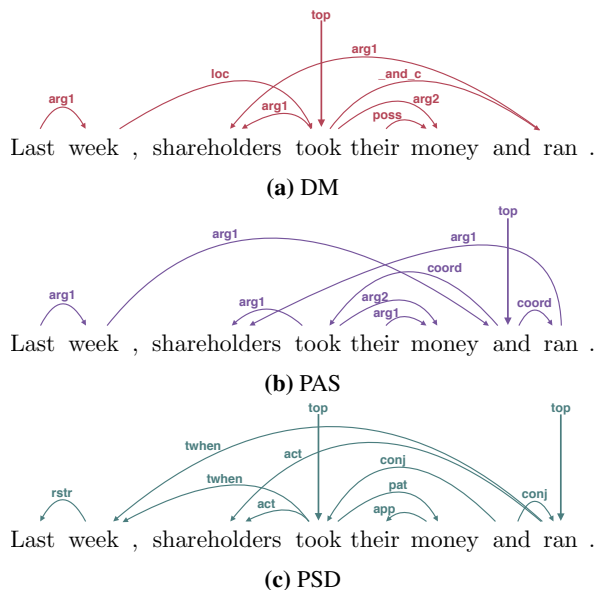 top
arg1
loc
_and_c
arg1
arg1
arg2
poss
Last week , shareholders took their money and ran .
(a) DM
top
arg1
arg1
coord
arg1
arg1
arg2
coord
arg1
Last week , shareholders took their money and ran .
(b) PAS
top
top
twhen
act
conj
rstr
twhen
pat
conj
act
app
Last week , shareholders took their money and ran .
(c) PSD